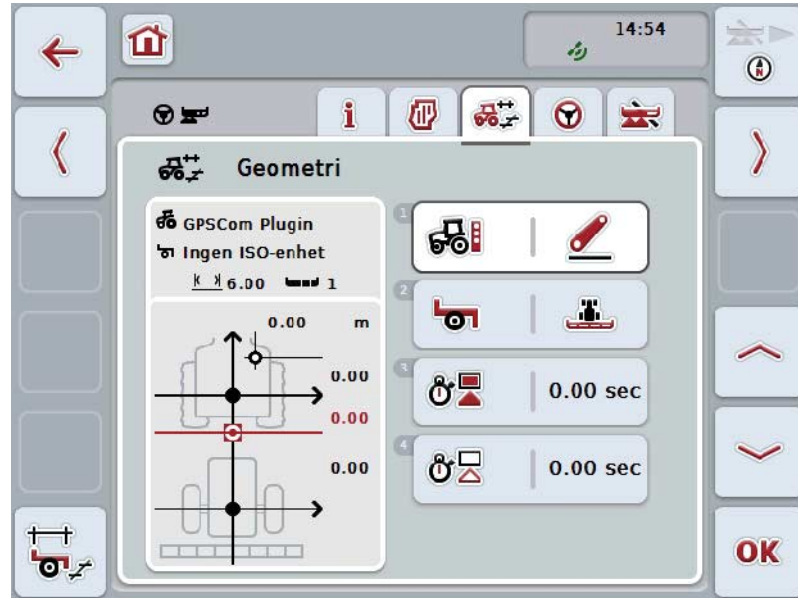 14:54
N
i
Geometri
GPSCom Plugin
Ingen ISO-enhet
6.00 1
0.00 m
0.00
0.00
0.00
1
2
3
0.00 sec
4
0.00 sec
OK